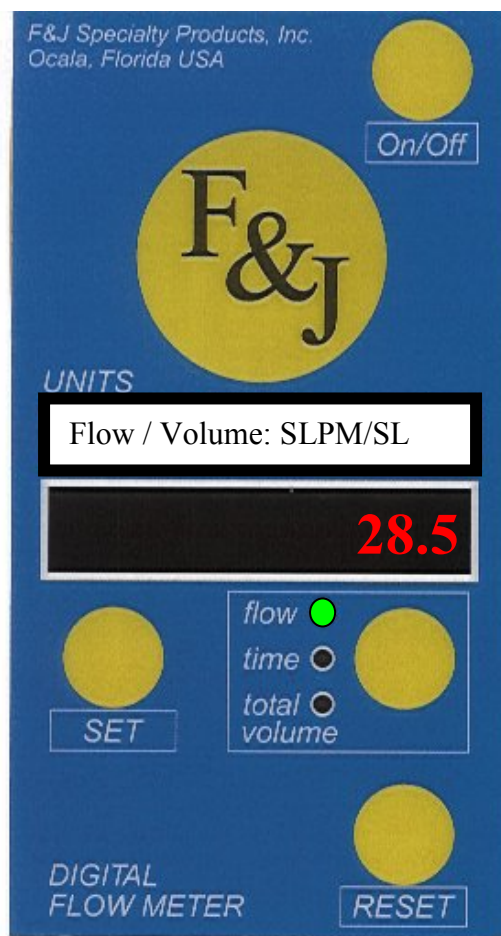 F&J Specialty Products, Inc.
Ocala, Florida USA
On/Off
F&J
UNITS
Flow / Volume: SLPM/SL
28.5
flow
time
total
volume
SET
DIGITAL
FLOW METER
RESET